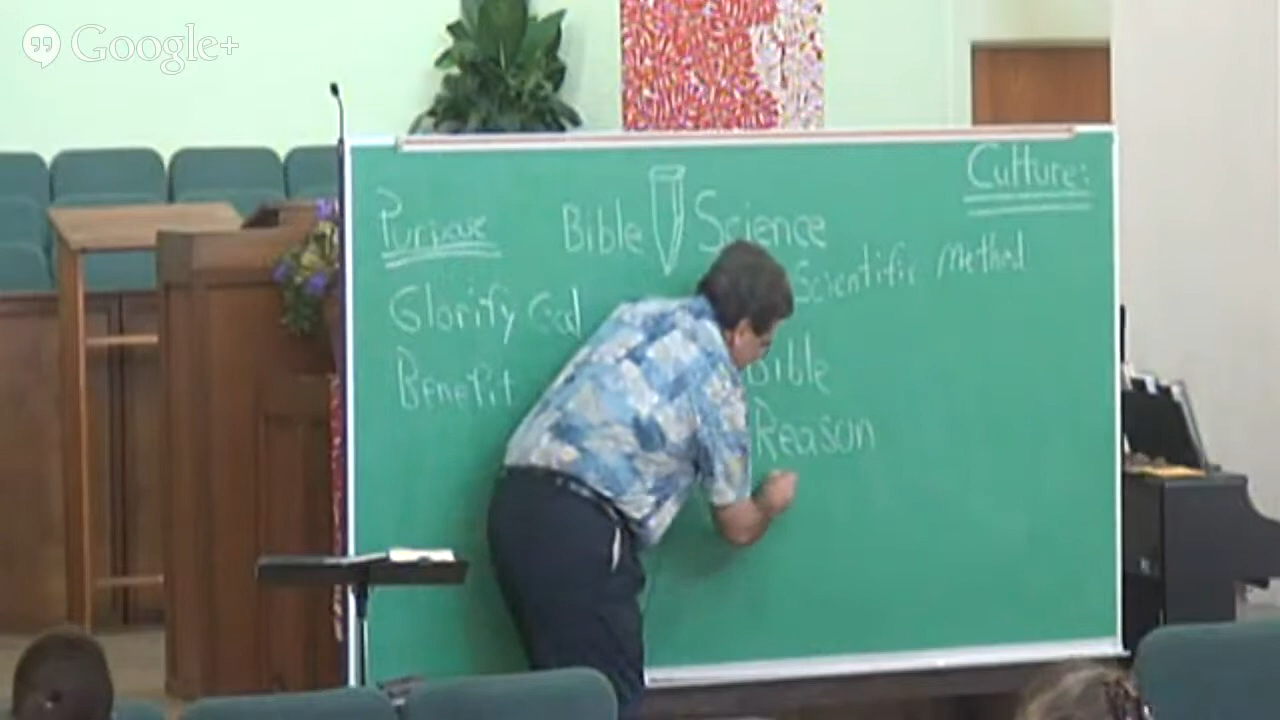 Google+
Culture:
Purpose
Bible Science
Scientific Method
Glorify God
Benefit
Bible
Reason